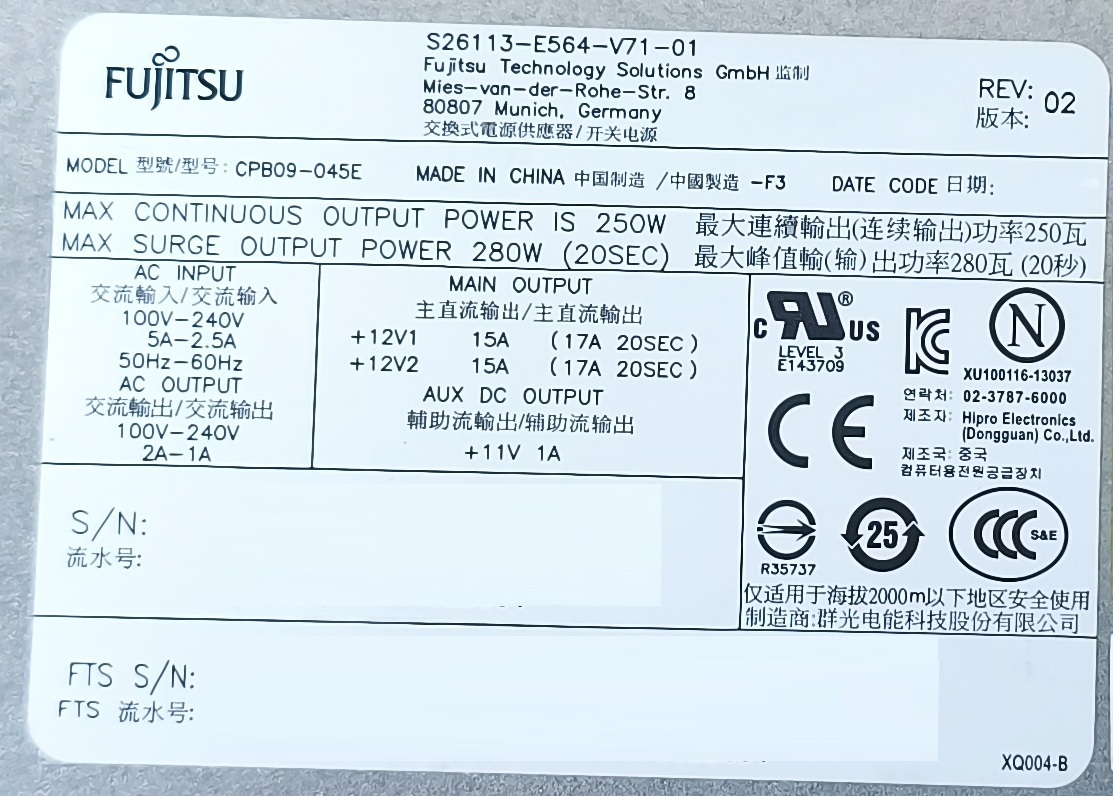 FUJITSU
S26113-E564-V71-01
Fujitsu Technology Solutions GmbH 监制
Mies-van-der-Rohe-Str. 8
80807 Munich, Germany
交換式電源供應器/开关电源
REV: 02
版本:
MODEL 型號/型号: CPB09-045E
MADE IN CHINA 中国制造 /中國製造 -F3
DATE CODE 日期:
MAX CONTINUOUS OUTPUT POWER IS 250W 最大連續輸出(连续输出)功率250瓦
MAX SURGE OUTPUT POWER 280W (20SEC) 最大峰值輸(输)出功率280瓦 (20秒)
AC INPUT
交流輸入/交流输入
100V-240V
5A-2.5A
50Hz-60Hz
AC OUTPUT
交流輸出/交流输出
100V-240V
2A-1A
MAIN OUTPUT
主直流输出/主直流輸出
+12V1 15A (17A 20SEC)
+12V2 15A (17A 20SEC)
AUX DC OUTPUT
輔助流輸出/辅助流输出
+11V 1A
c RU ® US
LEVEL 3
E143709
KC
N
XU100116-13037
연락처: 02-3787-6000
제조자: Hipro Electronics
(Dongguan) Co.,Ltd.
제조국: 중국
컴퓨터용전원공급장치
CE
R35737
25
CCC S&E
仅适用于海拔2000m以下地区安全使用
制造商:群光电能科技股份有限公司
S/N:
流水号:
FTS S/N:
FTS 流水号:
XQ004-B